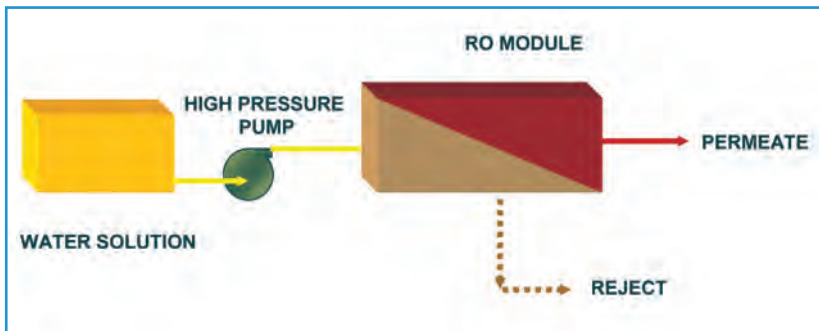 RO MODULE
HIGH PRESSURE
PUMP
PERMEATE
WATER SOLUTION
REJECT